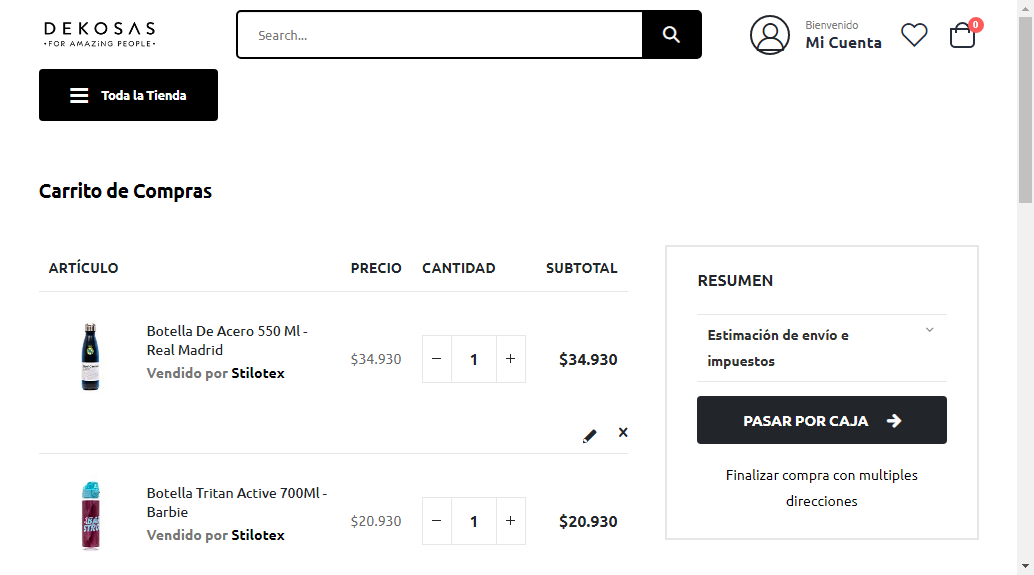 DEKOSAS
•FOR AMAZING PEOPLE•
Search...
Bienvenido
Mi Cuenta
0
Toda la Tienda
Carrito de Compras
ARTÍCULO PRECIO CANTIDAD SUBTOTAL
Botella De Acero 550 Ml -
Real Madrid
Vendido por Stilotex
$34.930
− 1 +
$34.930
Botella Tritan Active 700Ml -
Barbie
Vendido por Stilotex
$20.930
− 1 +
$20.930
RESUMEN
Estimación de envío e
impuestos
PASAR POR CAJA
Finalizar compra con multiples
direcciones